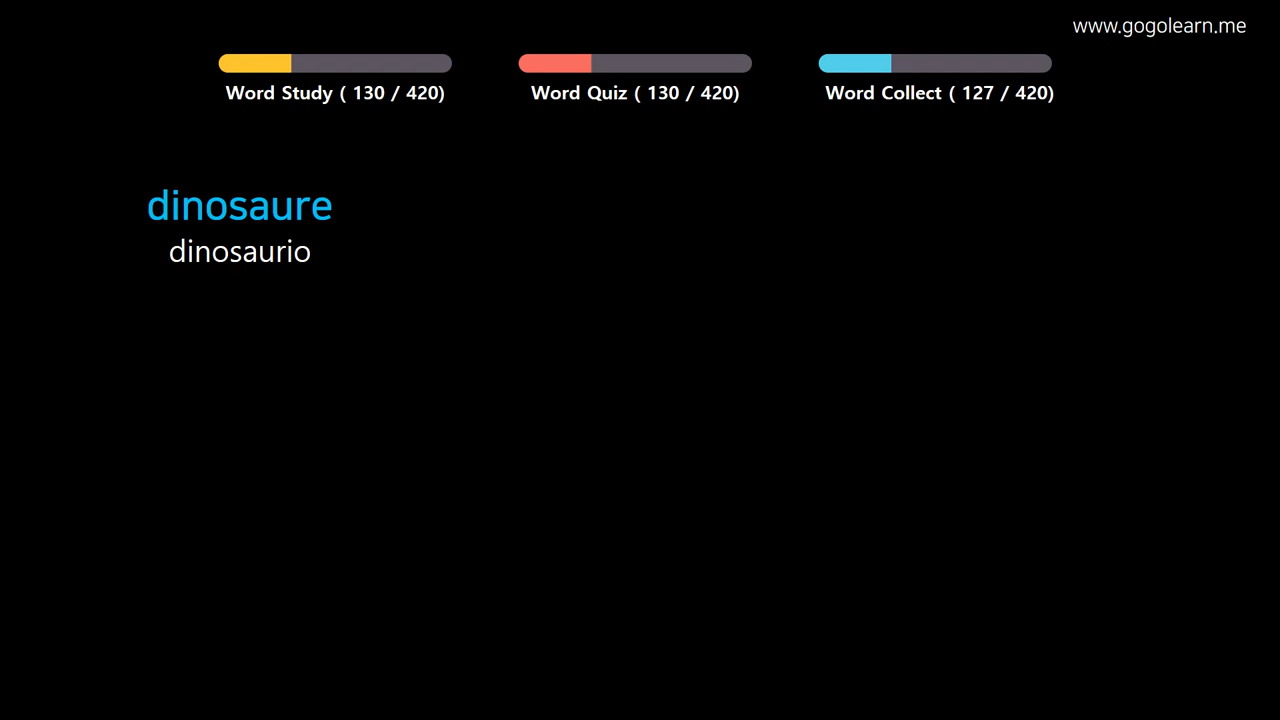 www.gogolearn.me
Word Study ( 130 / 420)
Word Quiz ( 130 / 420)
Word Collect ( 127 / 420)
dinosaure
dinosaurio